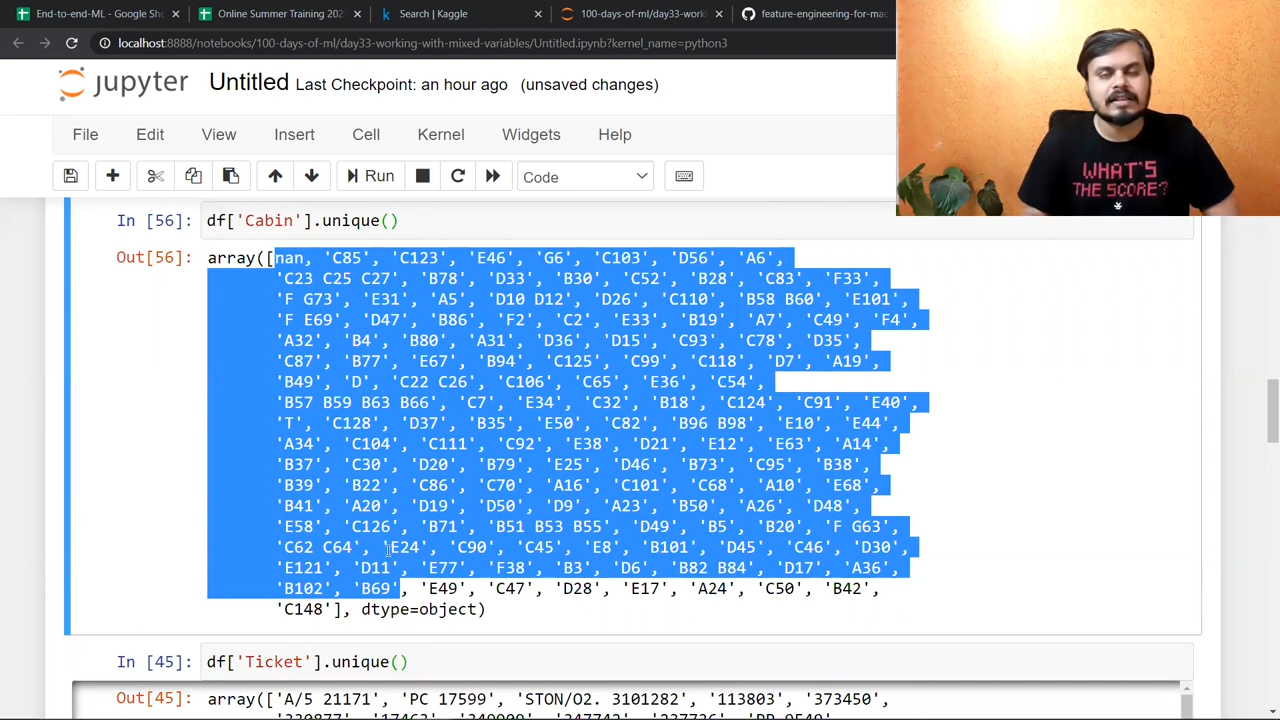 End-to-end-ML - Google She
Online Summer Training 202
Search | Kaggle
100-days-of-ml/day33-workin
feature-engineering-for-mac
localhost:8888/notebooks/100-days-of-ml/day33-working-with-mixed-variables/Untitled.ipynb?kernel_name=python3
jupyter Untitled Last Checkpoint: an hour ago (unsaved changes)
WHAT'S
THE SCORE?
File Edit View Insert Cell Kernel Widgets Help
Run Code
In [56]: df['Cabin'].unique()
Out[56]: array([nan, 'C85', 'C123', 'E46', 'G6', 'C103', 'D56', 'A6',
'C23 C25 C27', 'B78', 'D33', 'B30', 'C52', 'B28', 'C83', 'F33',
'F G73', 'E31', 'A5', 'D10 D12', 'D26', 'C110', 'B58 B60', 'E101',
'F E69', 'D47', 'B86', 'F2', 'C2', 'E33', 'B19', 'A7', 'C49', 'F4',
'A32', 'B4', 'B80', 'A31', 'D36', 'D15', 'C93', 'C78', 'D35',
'C87', 'B77', 'E67', 'B94', 'C125', 'C99', 'C118', 'D7', 'A19',
'B49', 'D', 'C22 C26', 'C106', 'C65', 'E36', 'C54',
'B57 B59 B63 B66', 'C7', 'E34', 'C32', 'B18', 'C124', 'C91', 'E40',
'T', 'C128', 'D37', 'B35', 'E50', 'C82', 'B96 B98', 'E10', 'E44',
'A34', 'C104', 'C111', 'C92', 'E38', 'D21', 'E12', 'E63', 'A14',
'B37', 'C30', 'D20', 'B79', 'E25', 'D46', 'B73', 'C95', 'B38',
'B39', 'B22', 'C86', 'C70', 'A16', 'C101', 'C68', 'A10', 'E68',
'B41', 'A20', 'D19', 'D50', 'D9', 'A23', 'B50', 'A26', 'D48',
'E58', 'C126', 'B71', 'B51 B53 B55', 'D49', 'B5', 'B20', 'F G63',
'C62 C64', 'E24', 'C90', 'C45', 'E8', 'B101', 'D45', 'C46', 'D30',
'E121', 'D11', 'E77', 'F38', 'B3', 'D6', 'B82 B84', 'D17', 'A36',
'B102', 'B69', 'E49', 'C47', 'D28', 'E17', 'A24', 'C50', 'B42',
'C148'], dtype=object)
In [45]: df['Ticket'].unique()
Out[45]: array(['A/5 21171', 'PC 17599', 'STON/O2. 3101282', '113803', '373450',
'330877', '17463', '349909', '347742', '237736', 'PP 9549',